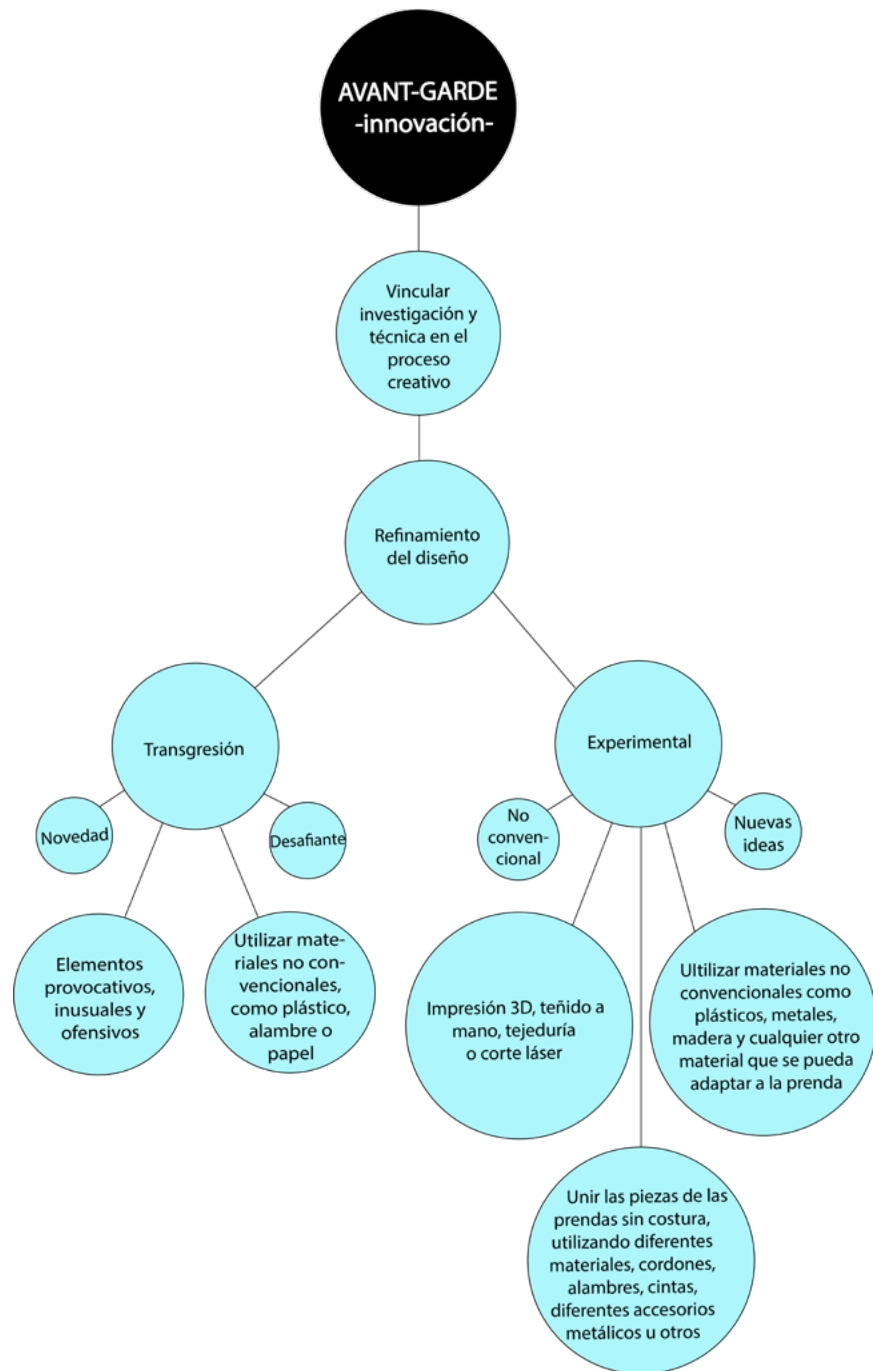 AVANT-GARDE
-innovación-
Vincular
investigación y
técnica en el
proceso
creativo
Refinamiento
del diseño
Transgresión
Experimental
Novedad
Desafiante
No
conven-
cional
Nuevas
ideas
Elementos
provocativos,
inusuales y
ofensivos
Utilizar mate-
riales no con-
vencionales,
como plástico,
alambre o
papel
Impresión 3D, teñido a
mano, tejeduría
o corte láser
Ultilizar materiales no
convencionales como
plásticos, metales,
madera y cualquier otro
material que se pueda
adaptar a la prenda
Unir las piezas de las
prendas sin costura,
utilizando diferentes
materiales, cordones,
alambres, cintas,
diferentes accesorios
metálicos u otros